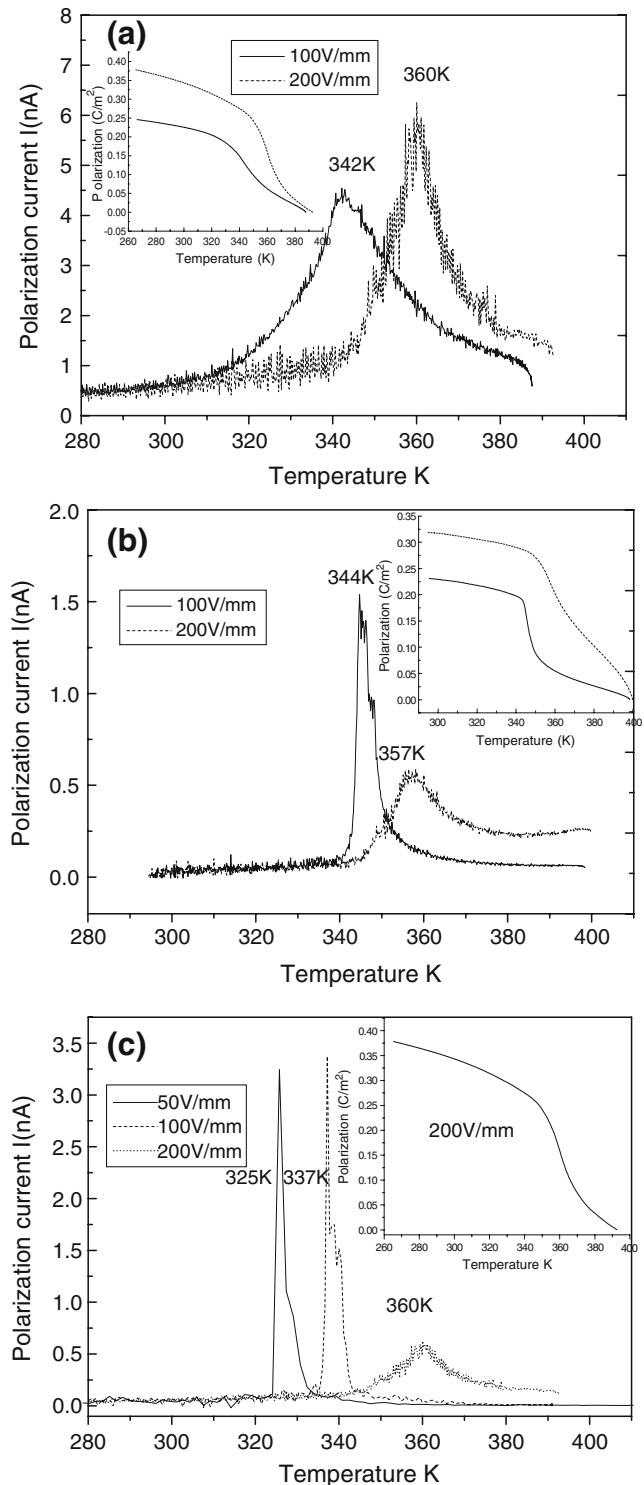 (a)
100V/mm
200V/mm
360K
342K
Polarization current I(nA)
8
7
6
5
4
3
2
1
0
280 300 320 340 360 380 400
Temperature K
P olarization (C/m²)
0.40
0.35
0.30
0.25
0.20
0.15
0.10
0.05
0.00
-0.05
260 280 300 320 340 360 380 400
Temperature (K)
(b)
100V/mm
200V/mm
344K
357K
Polarization current I(nA)
2.0
1.5
1.0
0.5
0.0
280 300 320 340 360 380 400
Temperature K
Polarization (C/m²)
0.35
0.30
0.25
0.20
0.15
0.10
0.05
0.00
300 320 340 360 380 400
Temperature (K)
(c)
50V/mm
100V/mm
200V/mm
325K
337K
360K
Polarization current I(nA)
3.5
3.0
2.5
2.0
1.5
1.0
0.5
0.0
280 300 320 340 360 380 400
Temperature K
Polarization (C/m²)
0.40
0.35
0.30
0.25
0.20
0.15
0.10
0.05
0.00
200V/mm
260 280 300 320 340 360 380 400
Temperature K